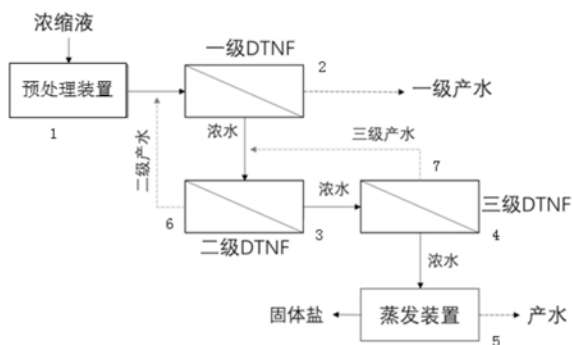 浓缩液
一级DTNF
2
预处理装置
一级产水
1
浓水
三级产水
二级产水
7
浓水
6
3
三级DTNF
二级DTNF
4
浓水
固体盐
蒸发装置
产水
5